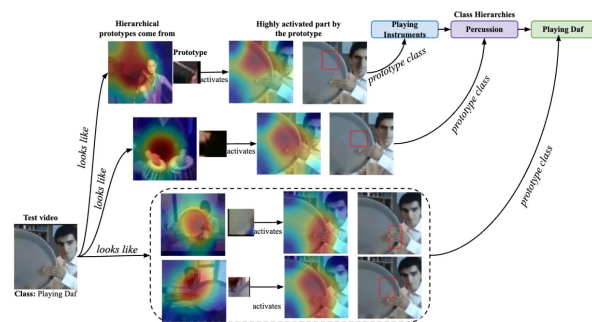 Hierarchical
prototypes come from
Prototype
Highly activated part by
the prototype
Class Hierarchies
Playing
Instruments
Percussion
Playing Daf
activates
prototype class
looks like
activates
prototype class
looks like
activates
prototype class
looks like
activates
Test video
Class: Playing Daf